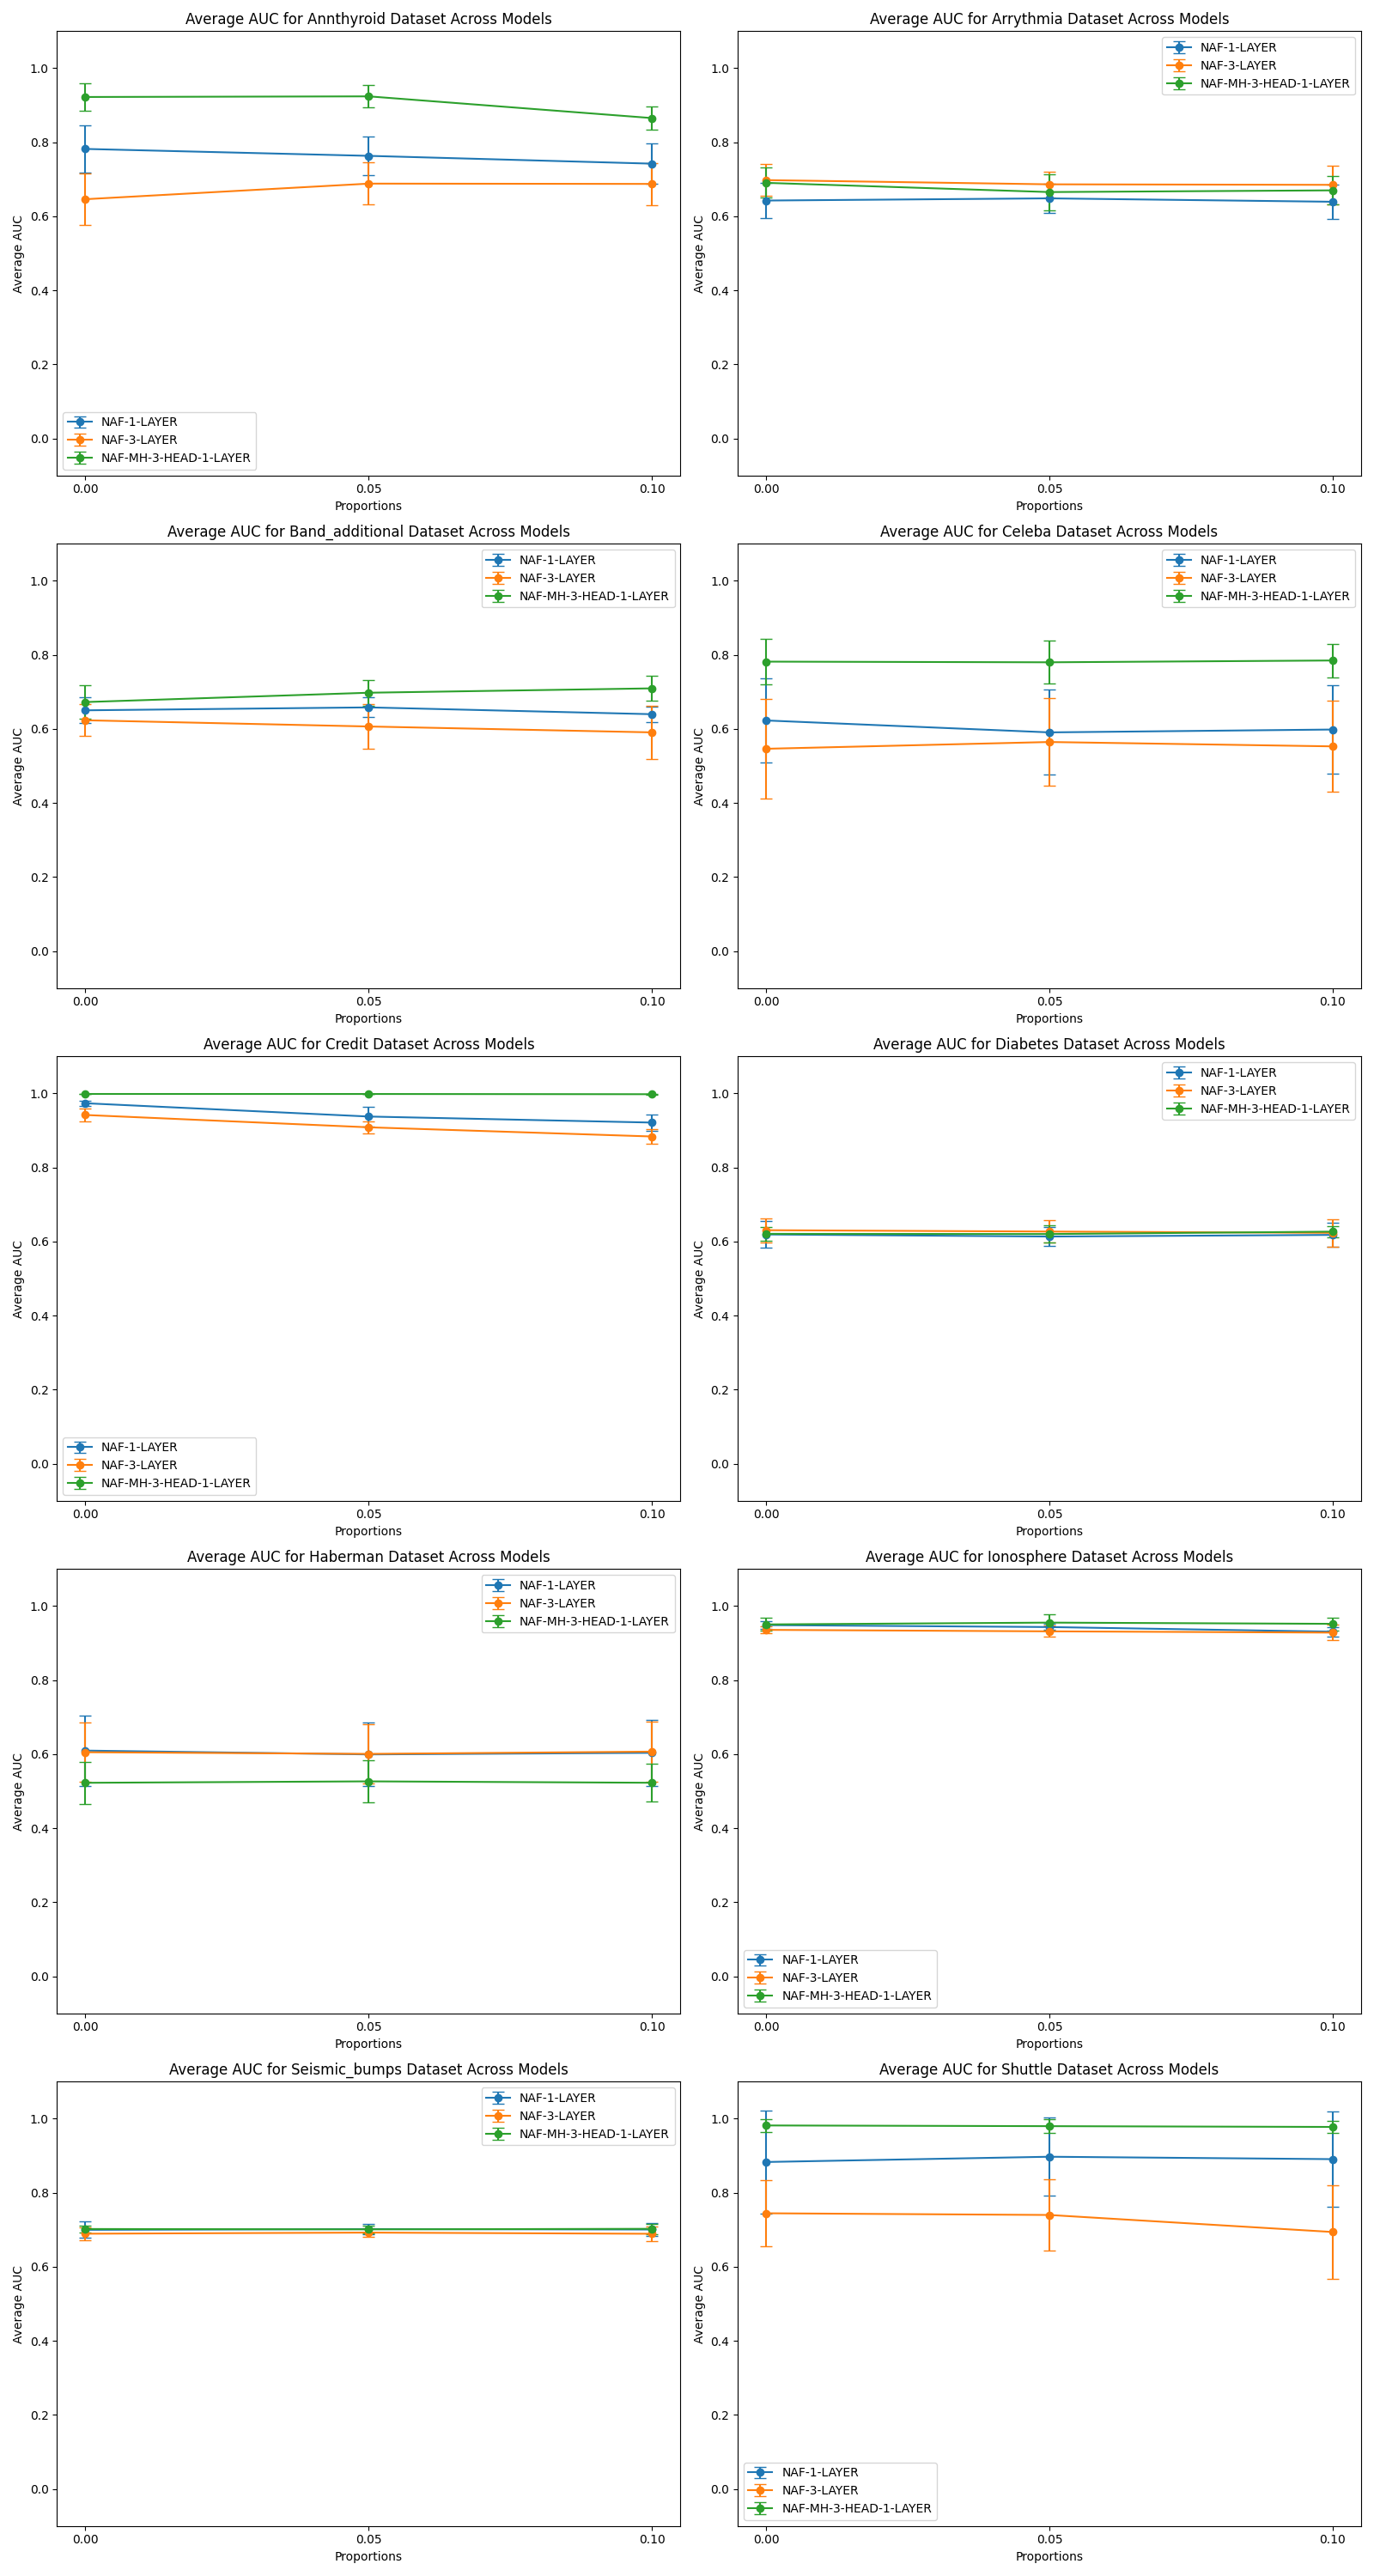 Average AUC for Annthyroid Dataset Across Models
Average AUC
1.0
0.8
0.6
0.4
0.2
0.0
NAF-1-LAYER
NAF-3-LAYER
NAF-MH-3-HEAD-1-LAYER
0.00 0.05 0.10
Proportions
Average AUC for Arrythmia Dataset Across Models
Average AUC
1.0
0.8
0.6
0.4
0.2
0.0
NAF-1-LAYER
NAF-3-LAYER
NAF-MH-3-HEAD-1-LAYER
0.00 0.05 0.10
Proportions
Average AUC for Band_additional Dataset Across Models
Average AUC
1.0
0.8
0.6
0.4
0.2
0.0
NAF-1-LAYER
NAF-3-LAYER
NAF-MH-3-HEAD-1-LAYER
0.00 0.05 0.10
Proportions
Average AUC for Celeba Dataset Across Models
Average AUC
1.0
0.8
0.6
0.4
0.2
0.0
NAF-1-LAYER
NAF-3-LAYER
NAF-MH-3-HEAD-1-LAYER
0.00 0.05 0.10
Proportions
Average AUC for Credit Dataset Across Models
Average AUC
1.0
0.8
0.6
0.4
0.2
0.0
NAF-1-LAYER
NAF-3-LAYER
NAF-MH-3-HEAD-1-LAYER
0.00 0.05 0.10
Proportions
Average AUC for Diabetes Dataset Across Models
Average AUC
1.0
0.8
0.6
0.4
0.2
0.0
NAF-1-LAYER
NAF-3-LAYER
NAF-MH-3-HEAD-1-LAYER
0.00 0.05 0.10
Proportions
Average AUC for Haberman Dataset Across Models
Average AUC
1.0
0.8
0.6
0.4
0.2
0.0
NAF-1-LAYER
NAF-3-LAYER
NAF-MH-3-HEAD-1-LAYER
0.00 0.05 0.10
Proportions
Average AUC for Ionosphere Dataset Across Models
Average AUC
1.0
0.8
0.6
0.4
0.2
0.0
NAF-1-LAYER
NAF-3-LAYER
NAF-MH-3-HEAD-1-LAYER
0.00 0.05 0.10
Proportions
Average AUC for Seismic_bumps Dataset Across Models
Average AUC
1.0
0.8
0.6
0.4
0.2
0.0
NAF-1-LAYER
NAF-3-LAYER
NAF-MH-3-HEAD-1-LAYER
0.00 0.05 0.10
Proportions
Average AUC for Shuttle Dataset Across Models
Average AUC
1.0
0.8
0.6
0.4
0.2
0.0
NAF-1-LAYER
NAF-3-LAYER
NAF-MH-3-HEAD-1-LAYER
0.00 0.05 0.10
Proportions